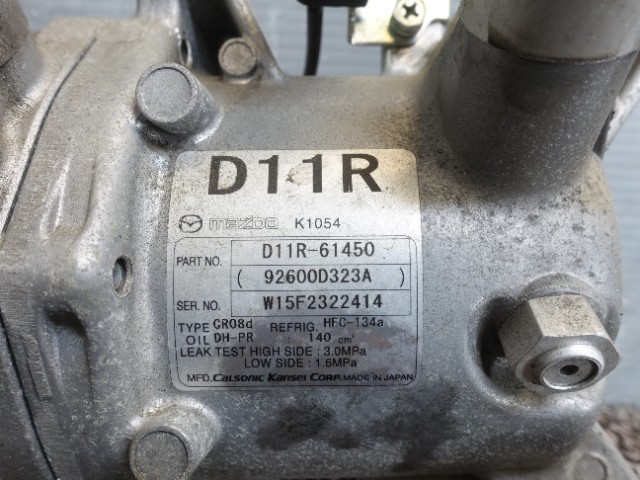 D11R
mazda K1054
PART NO. D11R-61450
( 92600D323A )
SER. NO. W15F2322414
TYPE CR08d REFRIG. HFC-134a
OIL DH-PR : 140 cm³
LEAK TEST HIGH SIDE : 3.0MPa
LOW SIDE : 1.6MPa
MFD. Calsonic Kansei Corp. MADE IN JAPAN